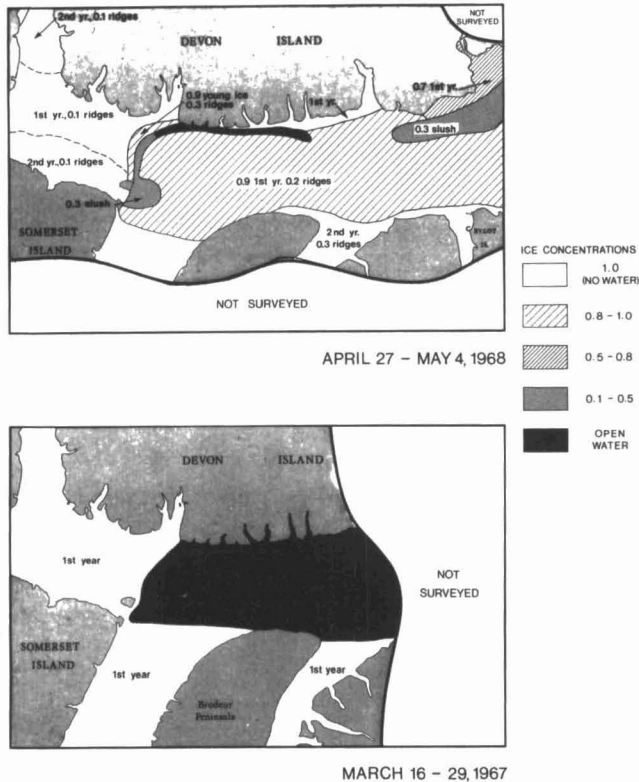 2nd yr., 0.1 ridges
NOT
SURVEYED
DEVON ISLAND
0.7 1st yr.
0.9 young ice
0.3 ridges
1st yr.
1st yr., 0.1 ridges
0.3 slush
2nd yr., 0.1 ridges
0.9 1st yr. 0.2 ridges
0.3 slush
SOMERSET
ISLAND
2nd yr.
0.3 ridges
BYLOT
IS.
NOT SURVEYED
ICE CONCENTRATIONS
1.0
(NO WATER)
0.8 - 1.0
0.5 - 0.8
0.1 - 0.5
OPEN
WATER
APRIL 27 - MAY 4, 1968
DEVON ISLAND
1st year
NOT
SURVEYED
SOMERSET
ISLAND
1st year
1st year
Brodeur
Peninsula
MARCH 16 - 29, 1967